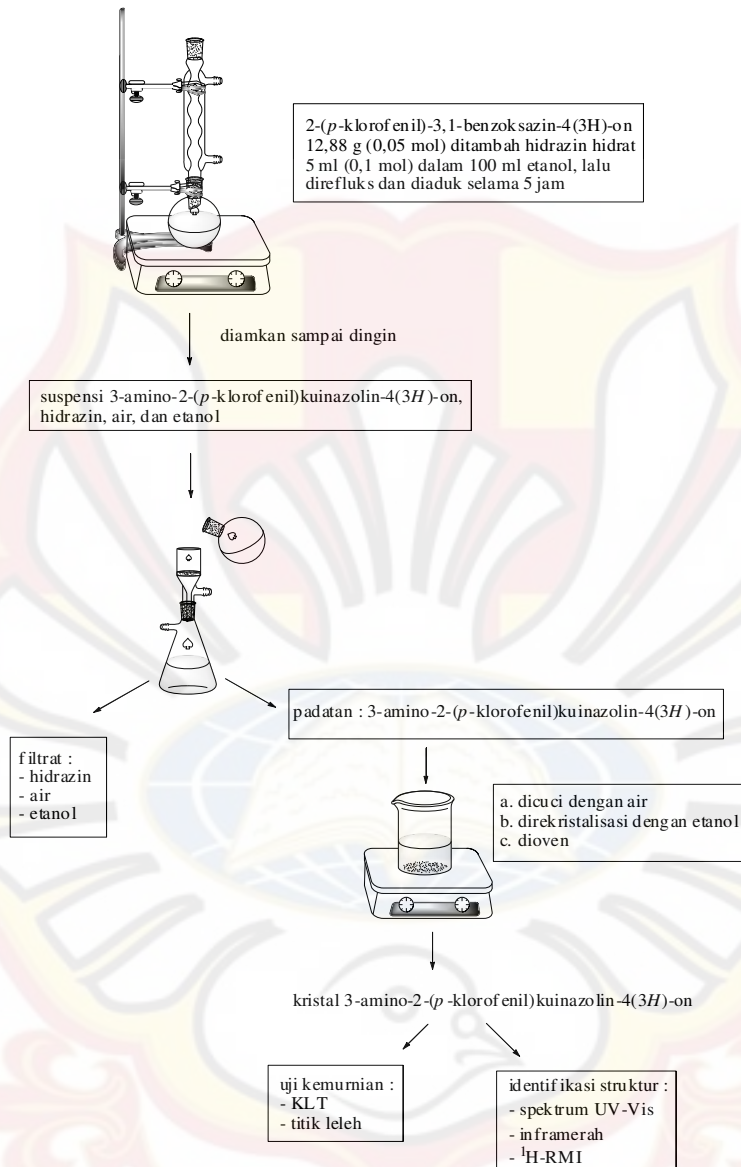 2-(p-klorofenil)-3,1-benzoksazin-4(3H)-on
12,88 g (0,05 mol) ditambah hidrazin hidrat
5 ml (0,1 mol) dalam 100 ml etanol, lalu
direfluks dan diaduk selama 5 jam
diamkan sampai dingin
suspensi 3-amino-2-(p-klorofenil)kuinazolin-4(3H)-on,
hidrazin, air, dan etanol
padatan : 3-amino-2-(p-klorofenil)kuinazolin-4(3H)-on
filtrat :
- hidrazin
- air
- etanol
a. dicuci dengan air
b. direkristalisasi dengan etanol
c. dioven
kristal 3-amino-2-(p-klorofenil)kuinazolin-4(3H)-on
uji kemurnian :
- KLT
- titik leleh
identifikasi struktur :
- spektrum UV-Vis
- inframerah
- ¹H-RMI